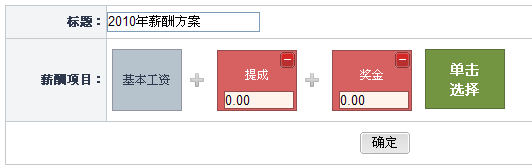 标题：2010年薪酬方案
薪酬项目：
基本工资
+
提成
0.00
+
奖金
0.00
单击
选择
确定